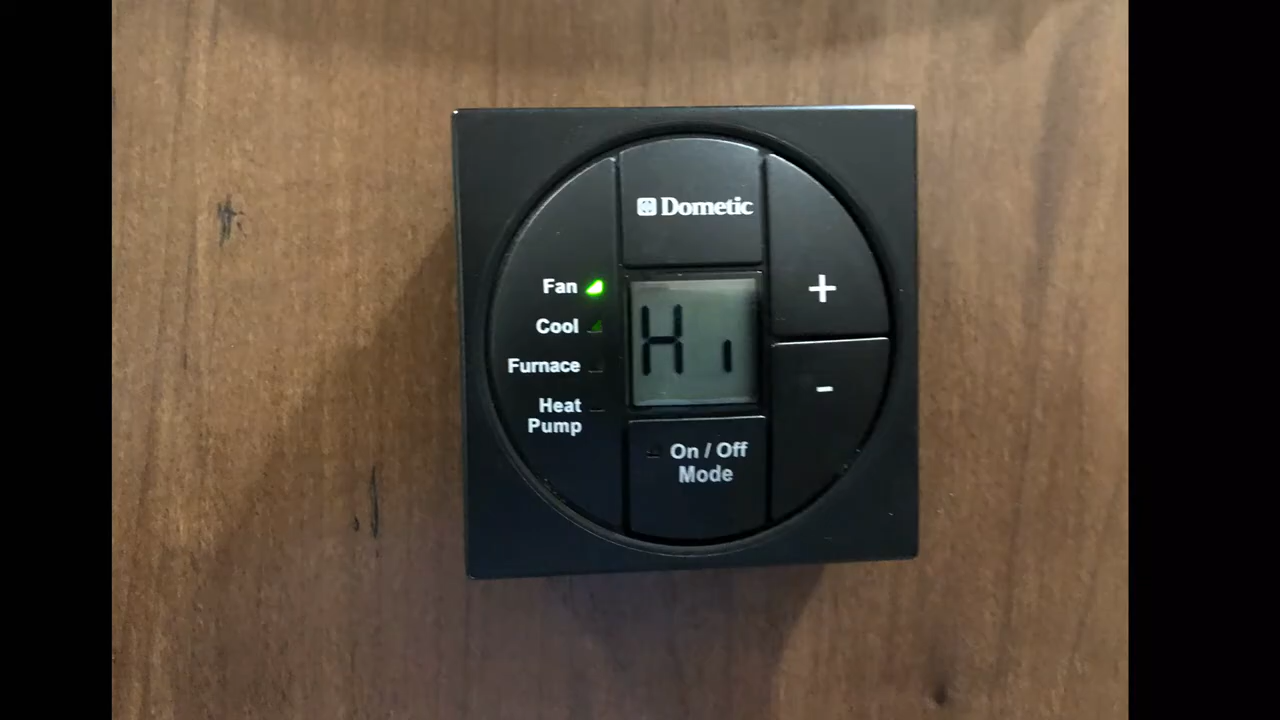 Dometic
Fan
Cool
Furnace
Heat
Pump
Hi
+
-
On / Off
Mode